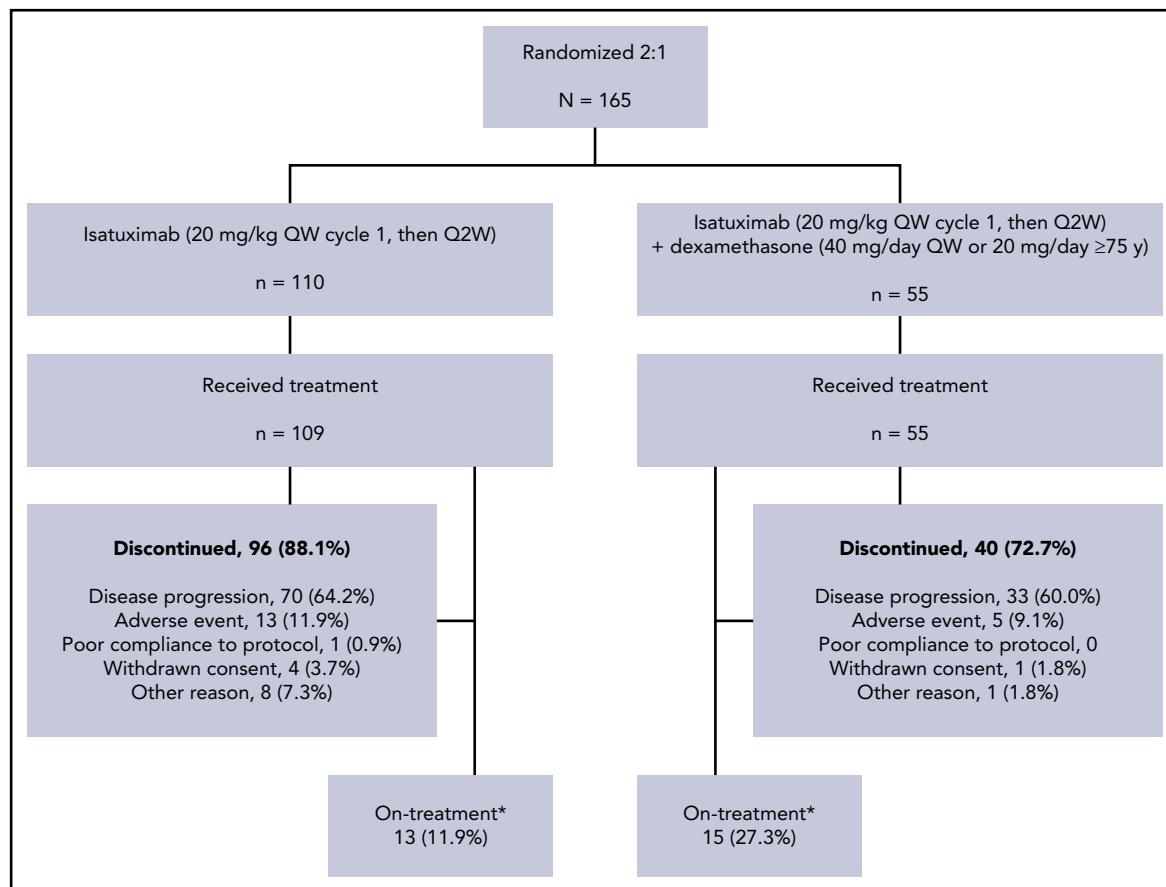 Randomized 2:1
N = 165
Isatuximab (20 mg/kg QW cycle 1, then Q2W)
n = 110
Isatuximab (20 mg/kg QW cycle 1, then Q2W)
+ dexamethasone (40 mg/day QW or 20 mg/day ≥75 y)
n = 55
Received treatment
n = 109
Received treatment
n = 55
Discontinued, 96 (88.1%)
Disease progression, 70 (64.2%)
Adverse event, 13 (11.9%)
Poor compliance to protocol, 1 (0.9%)
Withdrawn consent, 4 (3.7%)
Other reason, 8 (7.3%)
Discontinued, 40 (72.7%)
Disease progression, 33 (60.0%)
Adverse event, 5 (9.1%)
Poor compliance to protocol, 0
Withdrawn consent, 1 (1.8%)
Other reason, 1 (1.8%)
On-treatment*
13 (11.9%)
On-treatment*
15 (27.3%)